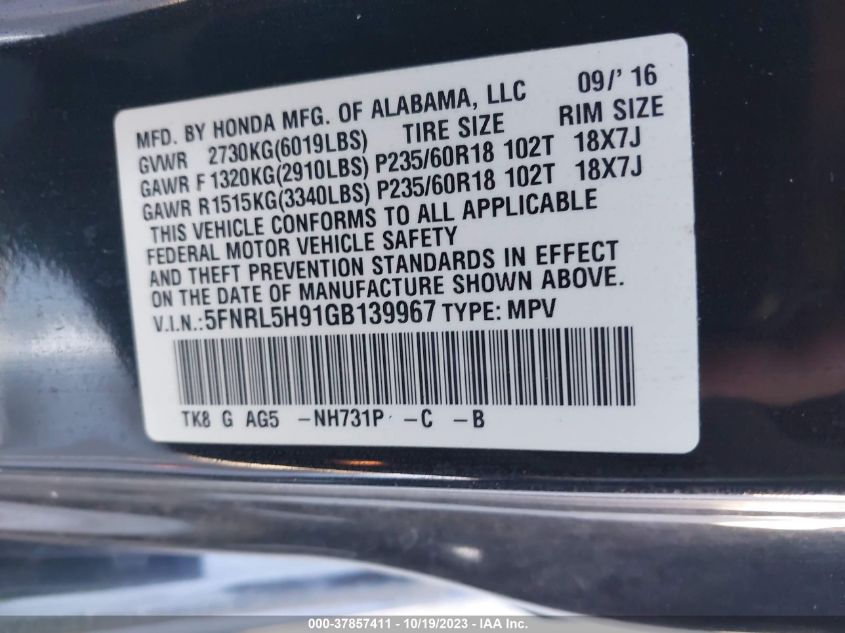 MFD. BY HONDA MFG. OF ALABAMA, LLC 09/' 16
GVWR 2730KG(6019LBS) TIRE SIZE RIM SIZE
GAWR F 1320KG(2910LBS) P235/60R18 102T 18X7J
GAWR R1515KG(3340LBS) P235/60R18 102T 18X7J
THIS VEHICLE CONFORMS TO ALL APPLICABLE
FEDERAL MOTOR VEHICLE SAFETY
AND THEFT PREVENTION STANDARDS IN EFFECT
ON THE DATE OF MANUFACTURE SHOWN ABOVE.
V.I.N.:5FNRL5H91GB139967 TYPE: MPV
TK8 G AG5 -NH731P -C -B
000-37857411 - 10/19/2023 - IAA Inc.